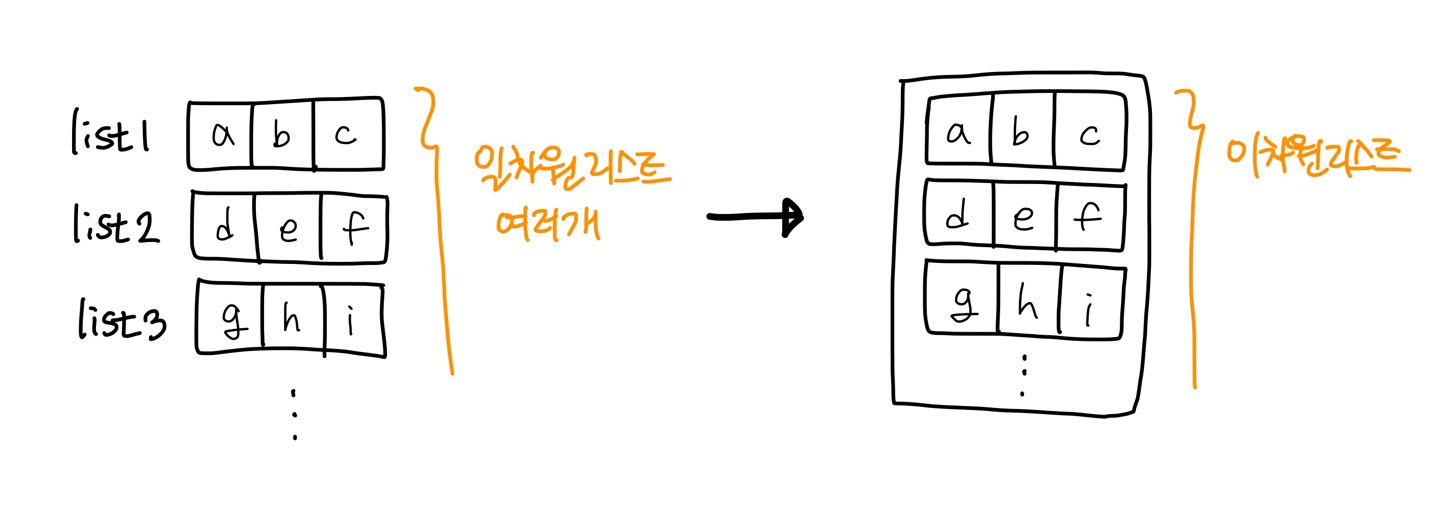 list1 a b c
list2 d e f
list3 g h i
일차원리스트
여러개
a b c
d e f
g h i
이차원리스트